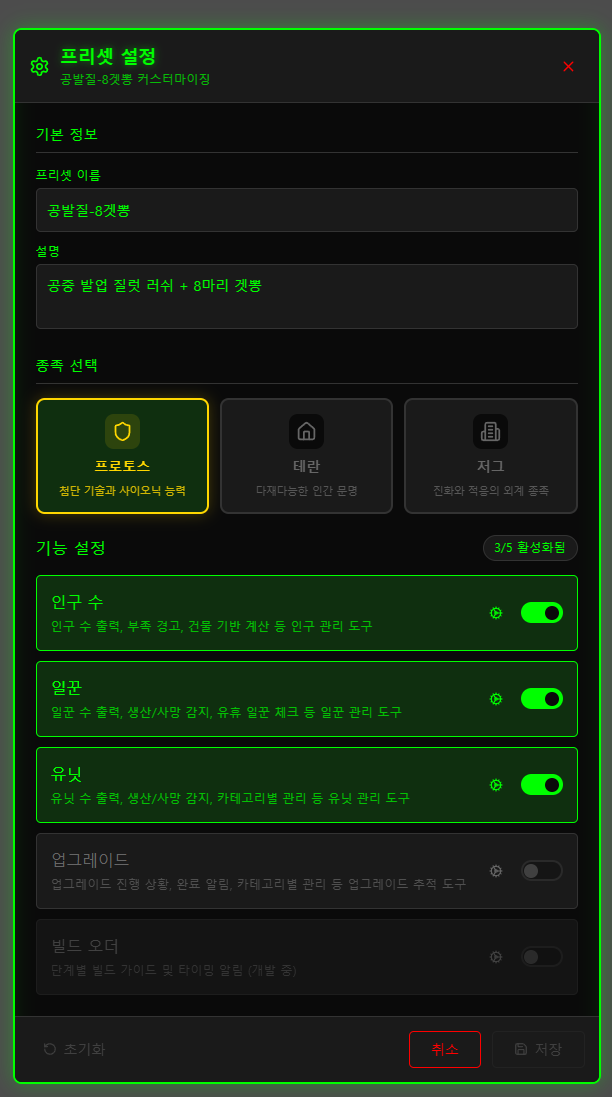 프리셋 설정
공발질-8겟뽕 커스터마이징
기본 정보
프리셋 이름
공발질-8겟뽕
설명
공중 발업 질럿 러쉬 + 8마리 겟뽕
종족 선택
프로토스
첨단 기술과 사이오닉 능력
테란
다재다능한 인간 문명
저그
진화와 적응의 외계 종족
기능 설정
3/5 활성화됨
인구 수
인구 수 출력, 부족 경고, 건물 기반 계산 등 인구 관리 도구
일꾼
일꾼 수 출력, 생산/사망 감지, 유휴 일꾼 체크 등 일꾼 관리 도구
유닛
유닛 수 출력, 생산/사망 감지, 카테고리별 관리 등 유닛 관리 도구
업그레이드
업그레이드 진행 상황, 완료 알림, 카테고리별 관리 등 업그레이드 추적 도구
빌드 오더
단계별 빌드 가이드 및 타이밍 알림 (개발 중)
초기화
취소
저장